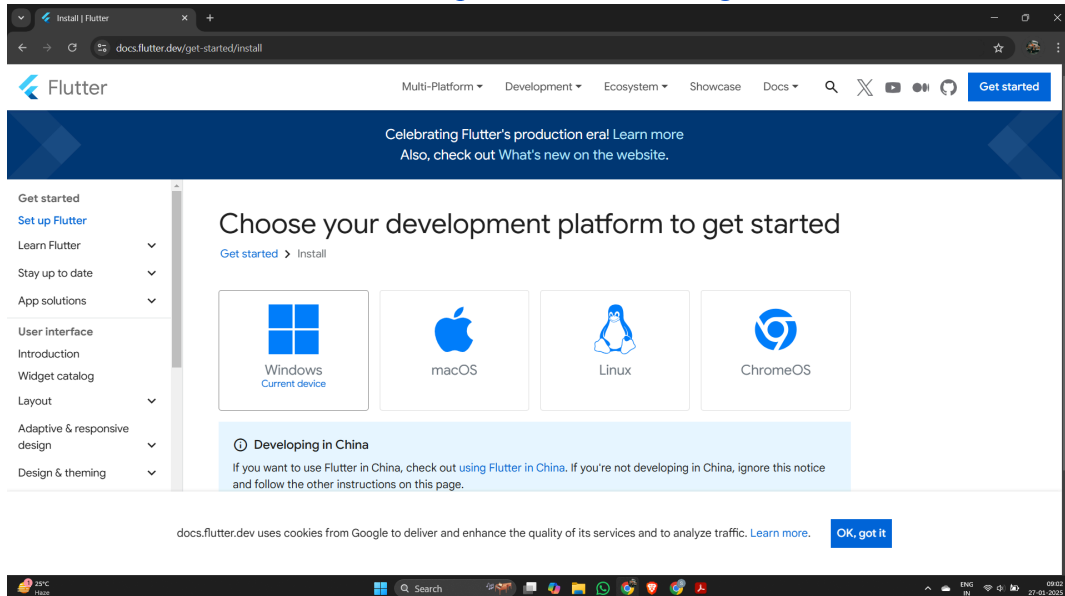 Install | Flutter
docs.flutter.dev/get-started/install
Flutter
Multi-Platform
Development
Ecosystem
Showcase
Docs
Get started
Celebrating Flutter's production era! Learn more
Also, check out What's new on the website.
Get started
Set up Flutter
Learn Flutter
Stay up to date
App solutions
User interface
Introduction
Widget catalog
Layout
Adaptive & responsive
design
Design & theming
Choose your development platform to get started
Get started > Install
Windows
Current device
macOS
Linux
ChromeOS
Developing in China
If you want to use Flutter in China, check out using Flutter in China. If you're not developing in China, ignore this notice
and follow the other instructions on this page.
docs.flutter.dev uses cookies from Google to deliver and enhance the quality of its services and to analyze traffic. Learn more.
OK, got it
25°C
Haze
Search
ENG
IN
09:02
27-01-2025